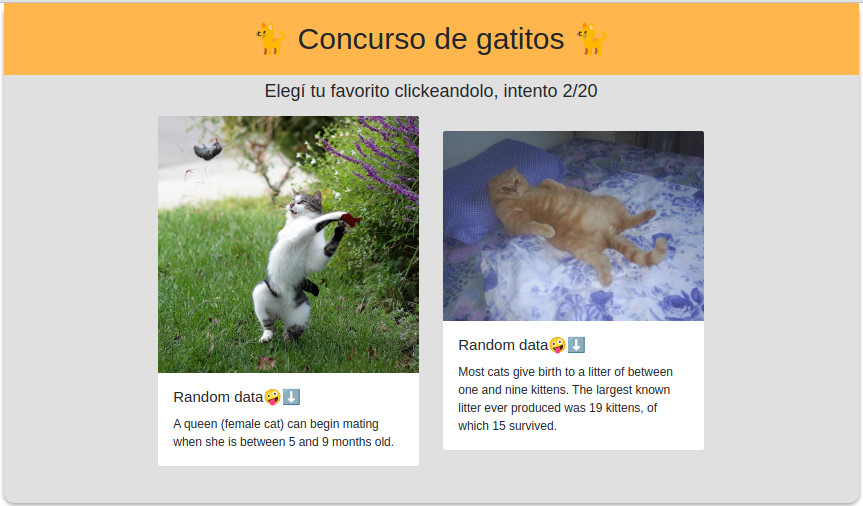 🐈 Concurso de gatitos 🐈
Elegí tu favorito clickeandolo, intento 2/20
Random data🤪⬇️
A queen (female cat) can begin mating
when she is between 5 and 9 months old.
Random data🤪⬇️
Most cats give birth to a litter of between
one and nine kittens. The largest known
litter ever produced was 19 kittens, of
which 15 survived.